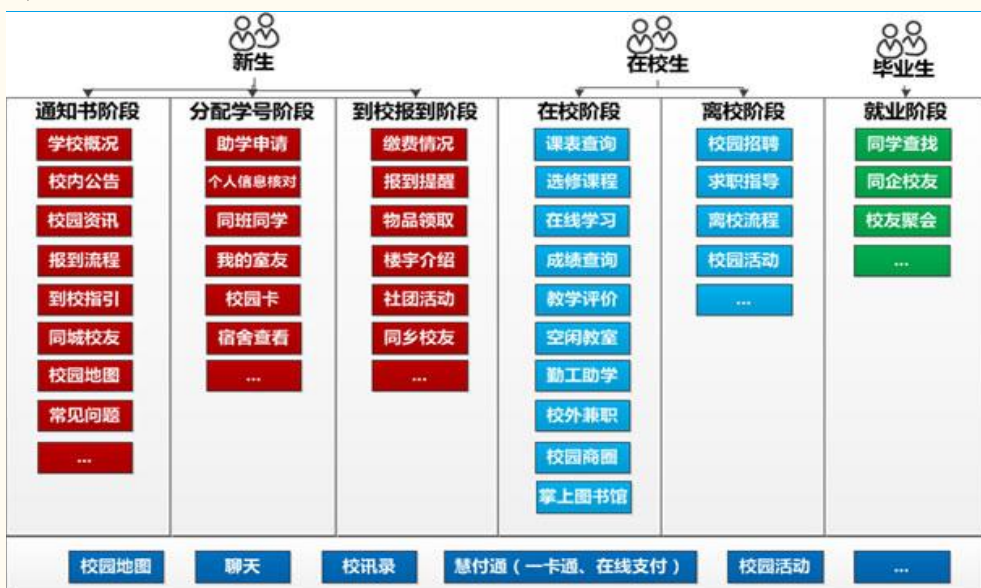 新生
在校生
毕业生
通知书阶段
学校概况
校内公告
校园资讯
报到流程
到校指引
同城校友
校园地图
常见问题
...
分配学号阶段
助学申请
个人信息核对
同班同学
我的室友
校园卡
宿舍查看
...
到校报到阶段
缴费情况
报到提醒
物品领取
楼宇介绍
社团活动
同乡校友
...
在校阶段
课表查询
选修课程
在线学习
成绩查询
教学评价
空闲教室
勤工助学
校外兼职
校园商圈
掌上图书馆
离校阶段
校园招聘
求职指导
离校流程
校园活动
...
就业阶段
同学查找
同企校友
校友聚会
...
校园地图
聊天
校讯录
慧付通（一卡通、在线支付）
校园活动
...